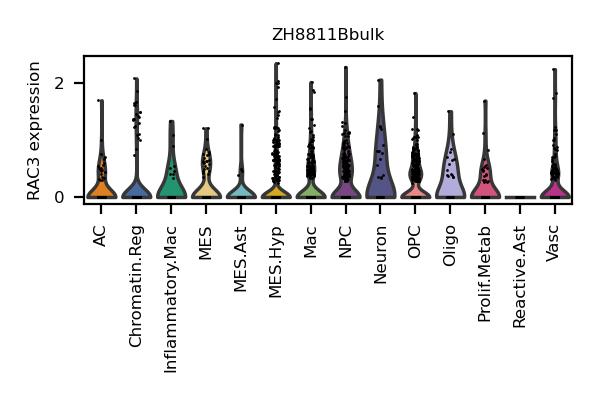 ZH8811Bbulk
RAC3 expression
2
0
AC
Chromatin.Reg
Inflammatory.Mac
MES
MES.Ast
MES.Hyp
Mac
NPC
Neuron
OPC
Oligo
Prolif.Metab
Reactive.Ast
Vasc